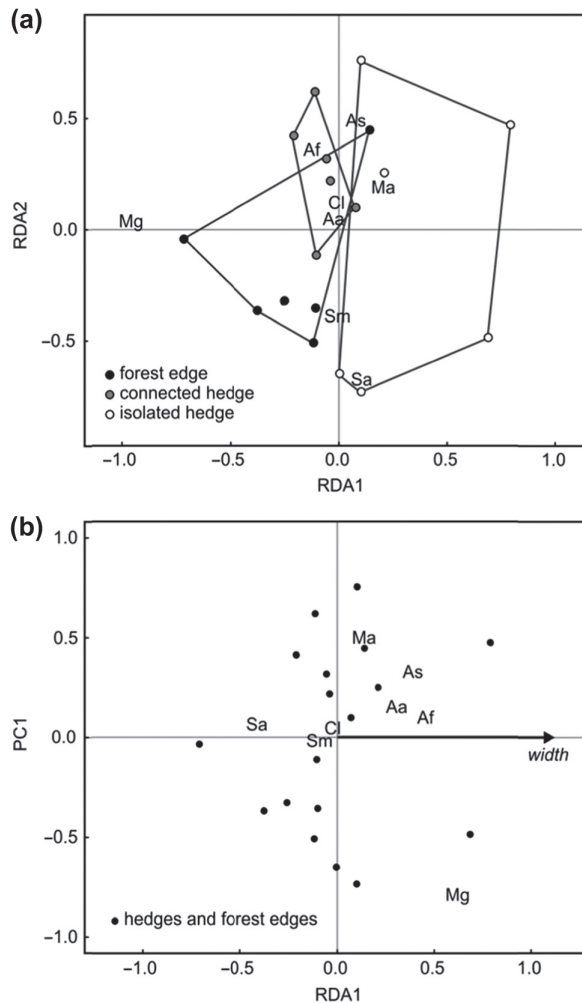 (a)
0.5
0.0
−0.5
RDA2
As
Af
Ma
Cl
Aa
Mg
Sm
Sa
forest edge
connected hedge
isolated hedge
−1.0 −0.5 0.0 0.5 1.0
RDA1
(b)
1.0
0.5
0.0
−0.5
−1.0
PC1
Ma
As
Aa
Af
Sa
Cl
Sm
width
Mg
hedges and forest edges
−1.0 −0.5 0.0 0.5 1.0
RDA1